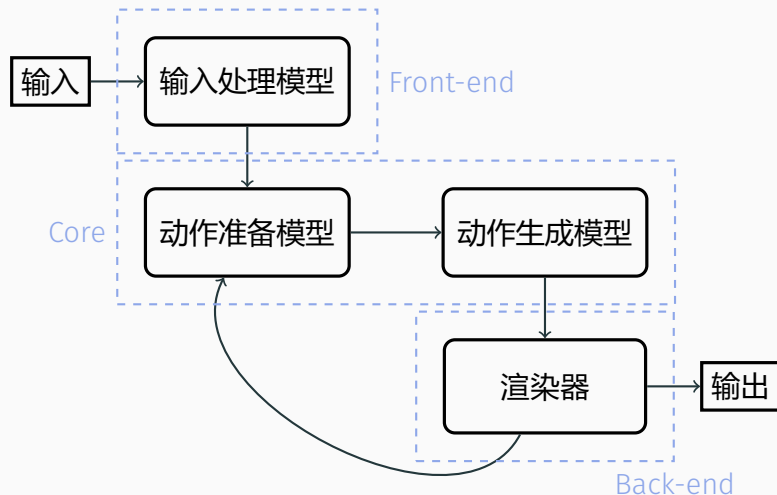 输入
输入处理模型
Front-end
Core
动作准备模型
动作生成模型
渲染器
输出
Back-end